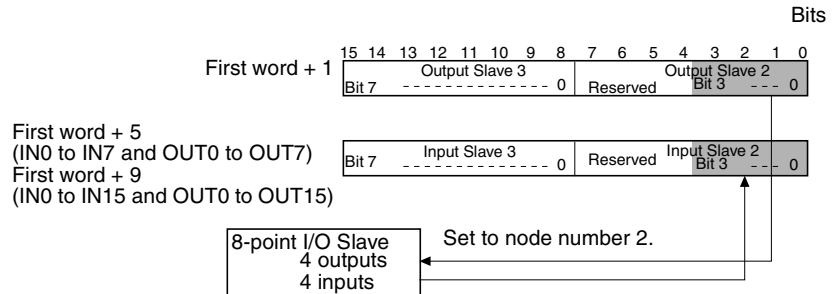 Bits
15 14 13 12 11 10 9 8 7 6 5 4 3 2 1 0
First word + 1
Output Slave 3 Output Slave 2
Bit 7 0 Reserved Bit 3 0
First word + 5
(IN0 to IN7 and OUT0 to OUT7)
First word + 9
(IN0 to IN15 and OUT0 to OUT15)
Input Slave 3 Input Slave 2
Bit 7 0 Reserved Bit 3 0
8-point I/O Slave
4 outputs
4 inputs
Set to node number 2.